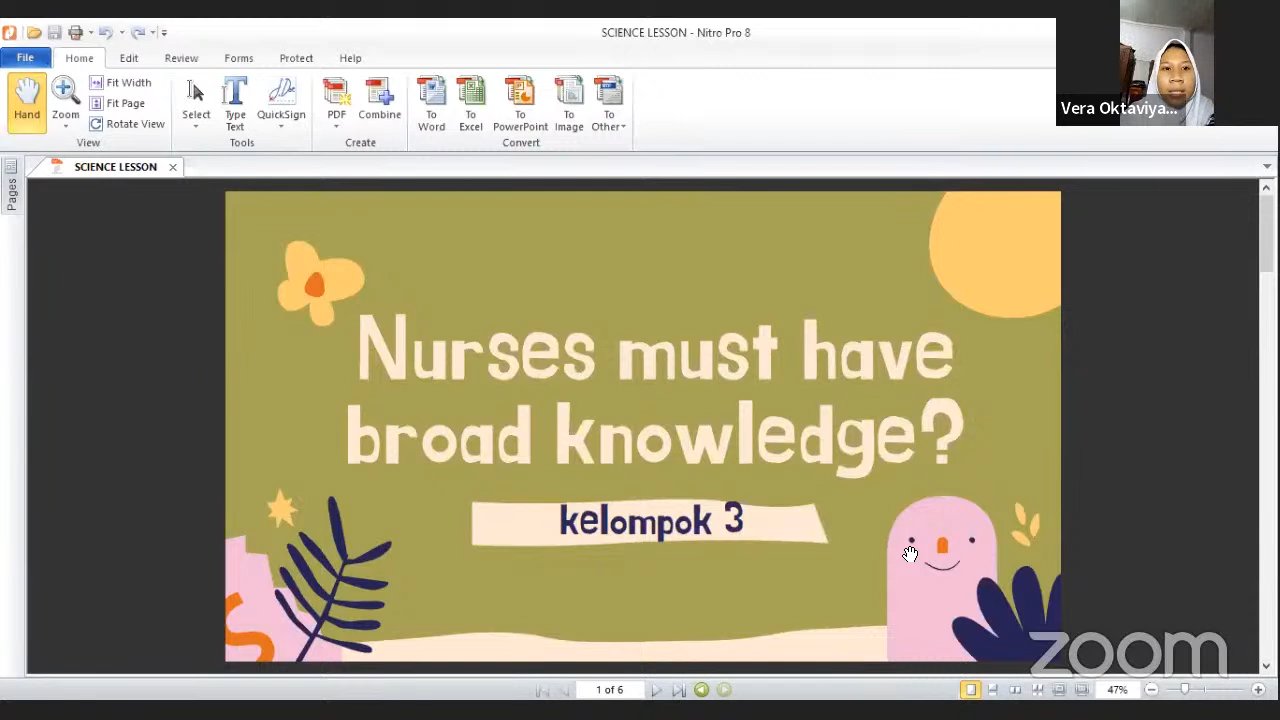 SCIENCE LESSON - Nitro Pro 8
File Home Edit Review Forms Protect Help
Hand
Zoom
Fit Width
Fit Page
Rotate View
View
Select
Type Text
QuickSign
Tools
PDF
Combine
Create
To Word
To Excel
To PowerPoint
To Image
To Other
Convert
Vera Oktaviya...
SCIENCE LESSON
Pages
Nurses must have
broad knowledge?
kelompok 3
S
zoom
1 of 6
47%